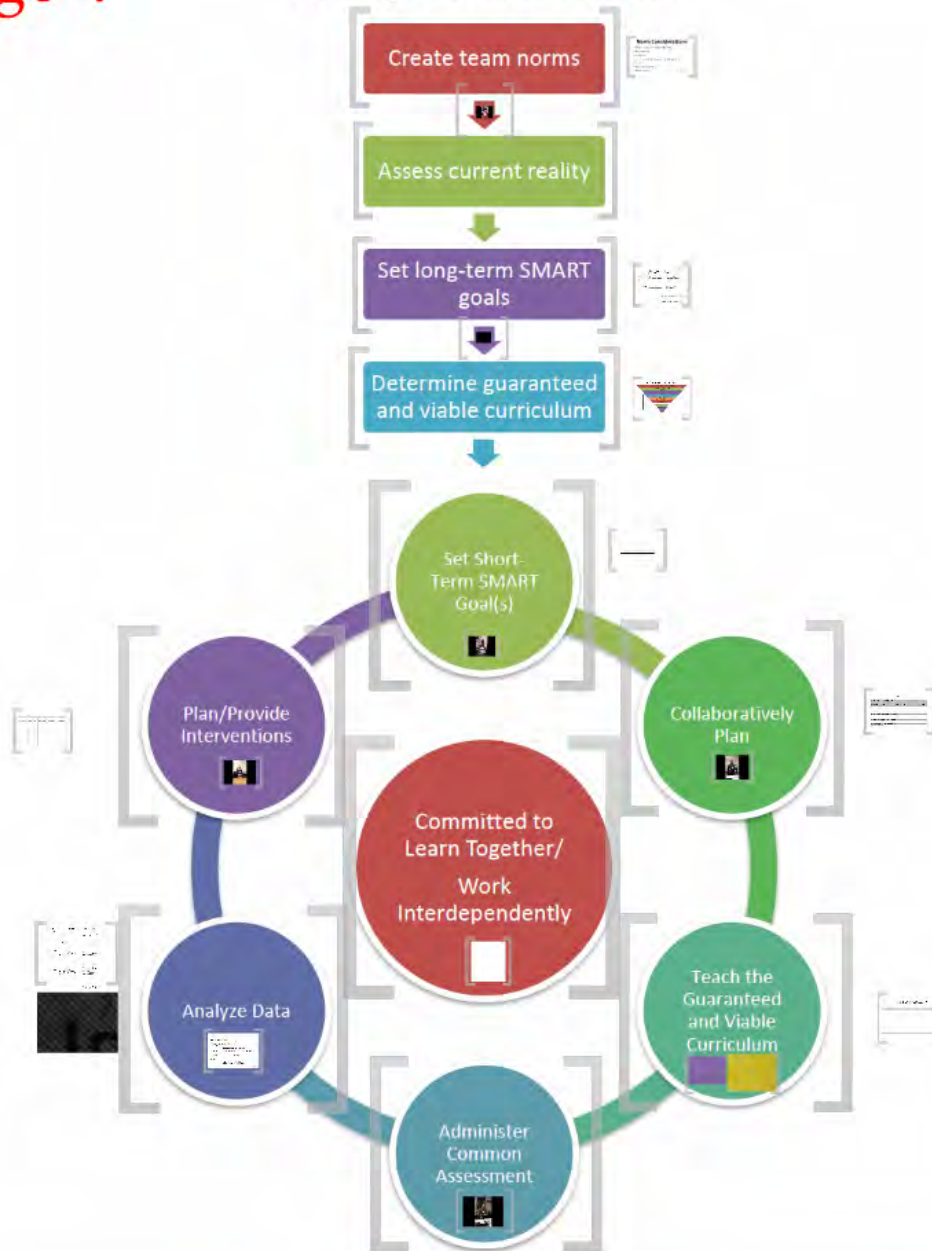 Create team norms
Assess current reality
Set long-term SMART
goals
Determine guaranteed
and viable curriculum
Set Short-
Term SMART
Goal(s)
Collaboratively
Plan
Teach the
Guaranteed
and Viable
Curriculum
Administer
Common
Assessment
Analyze Data
Plan/Provide
Interventions
Committed to
Learn Together/
Work
Interdependently